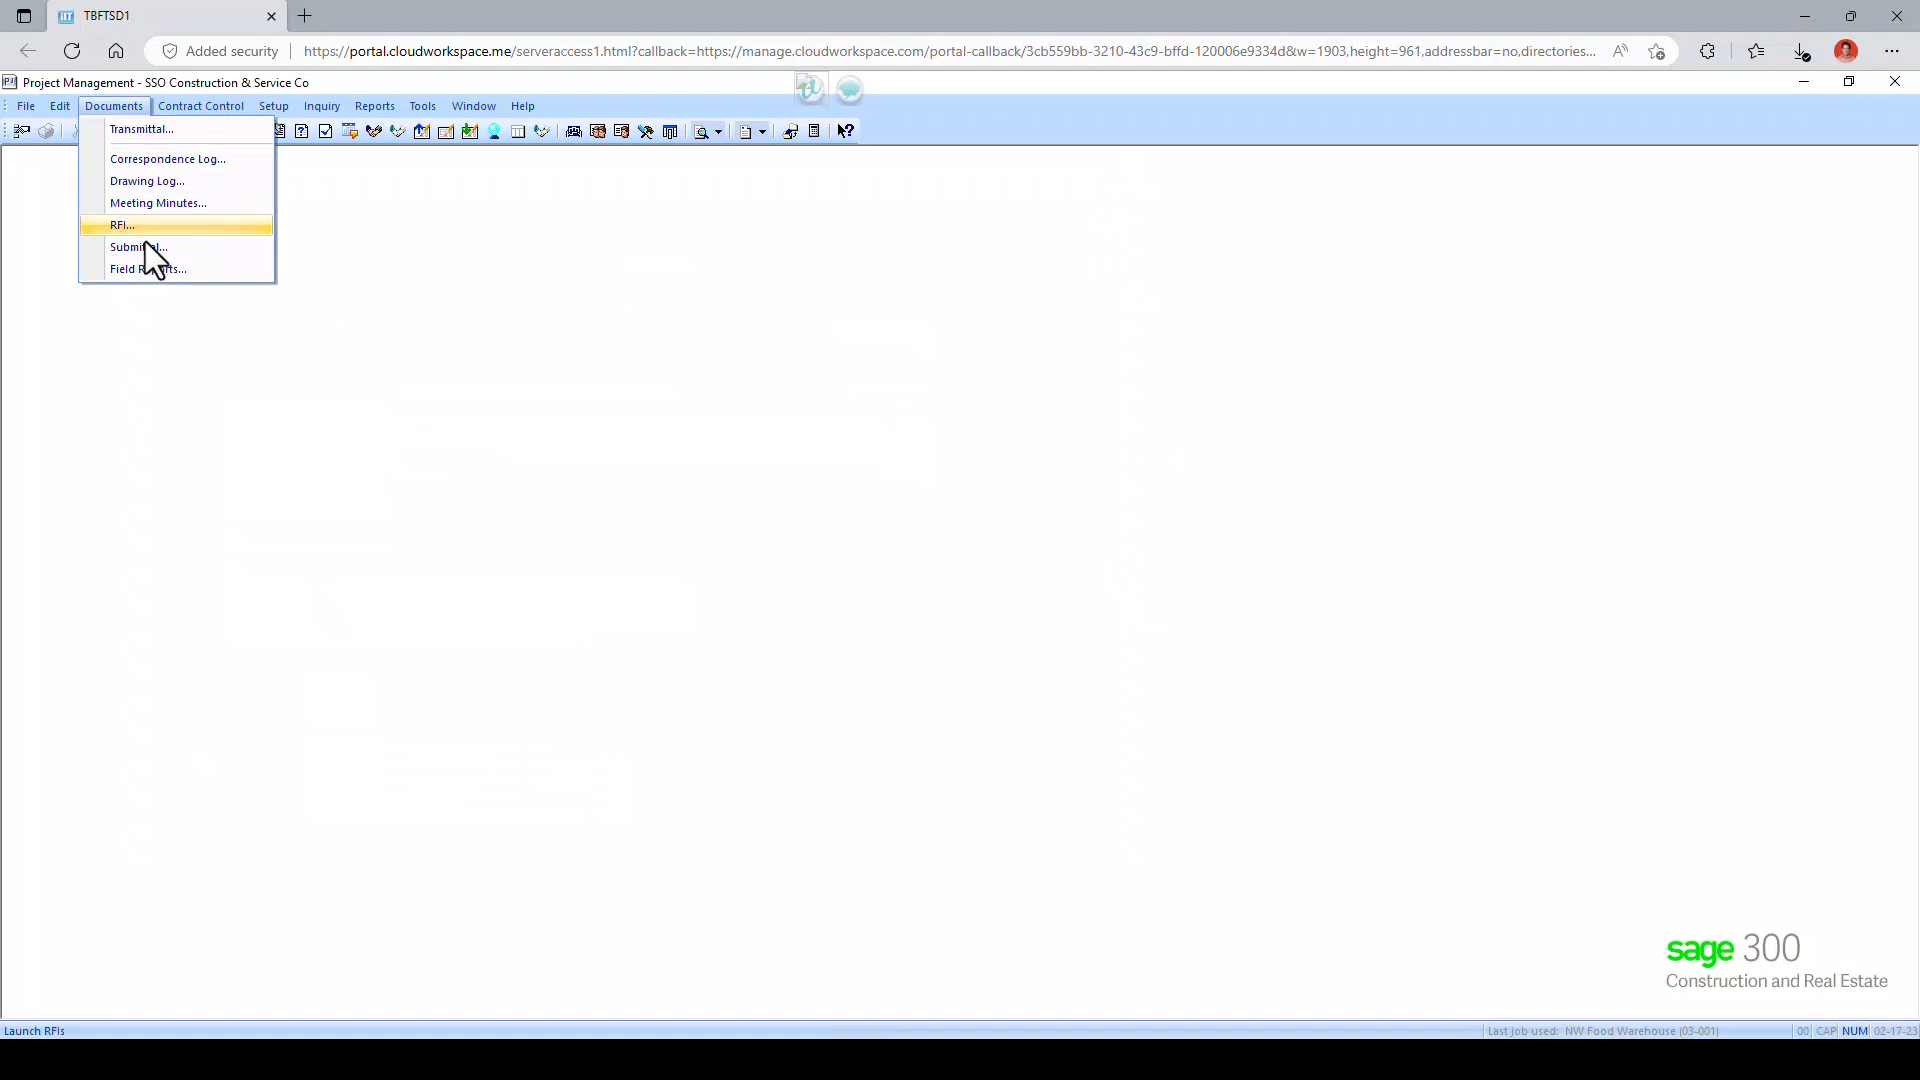 TBFTSD1
Added security
https://portal.cloudworkspace.me/serveraccess1.html?callback=https://manage.cloudworkspace.com/portal-callback/3cb559bb-3210-43c9-bffd-120006e9334d&w=1903,height=961,addressbar=no,directories...
Project Management - SSO Construction & Service Co
File Edit Documents Contract Control Setup Inquiry Reports Tools Window Help
Transmittal...
Correspondence Log...
Drawing Log...
Meeting Minutes...
RFI...
Field
sage 300
Construction and Real Estate
Launch RFIs
Last job used: NW Food Warehouse (03-001) 00 CAP NUM 02-17-23